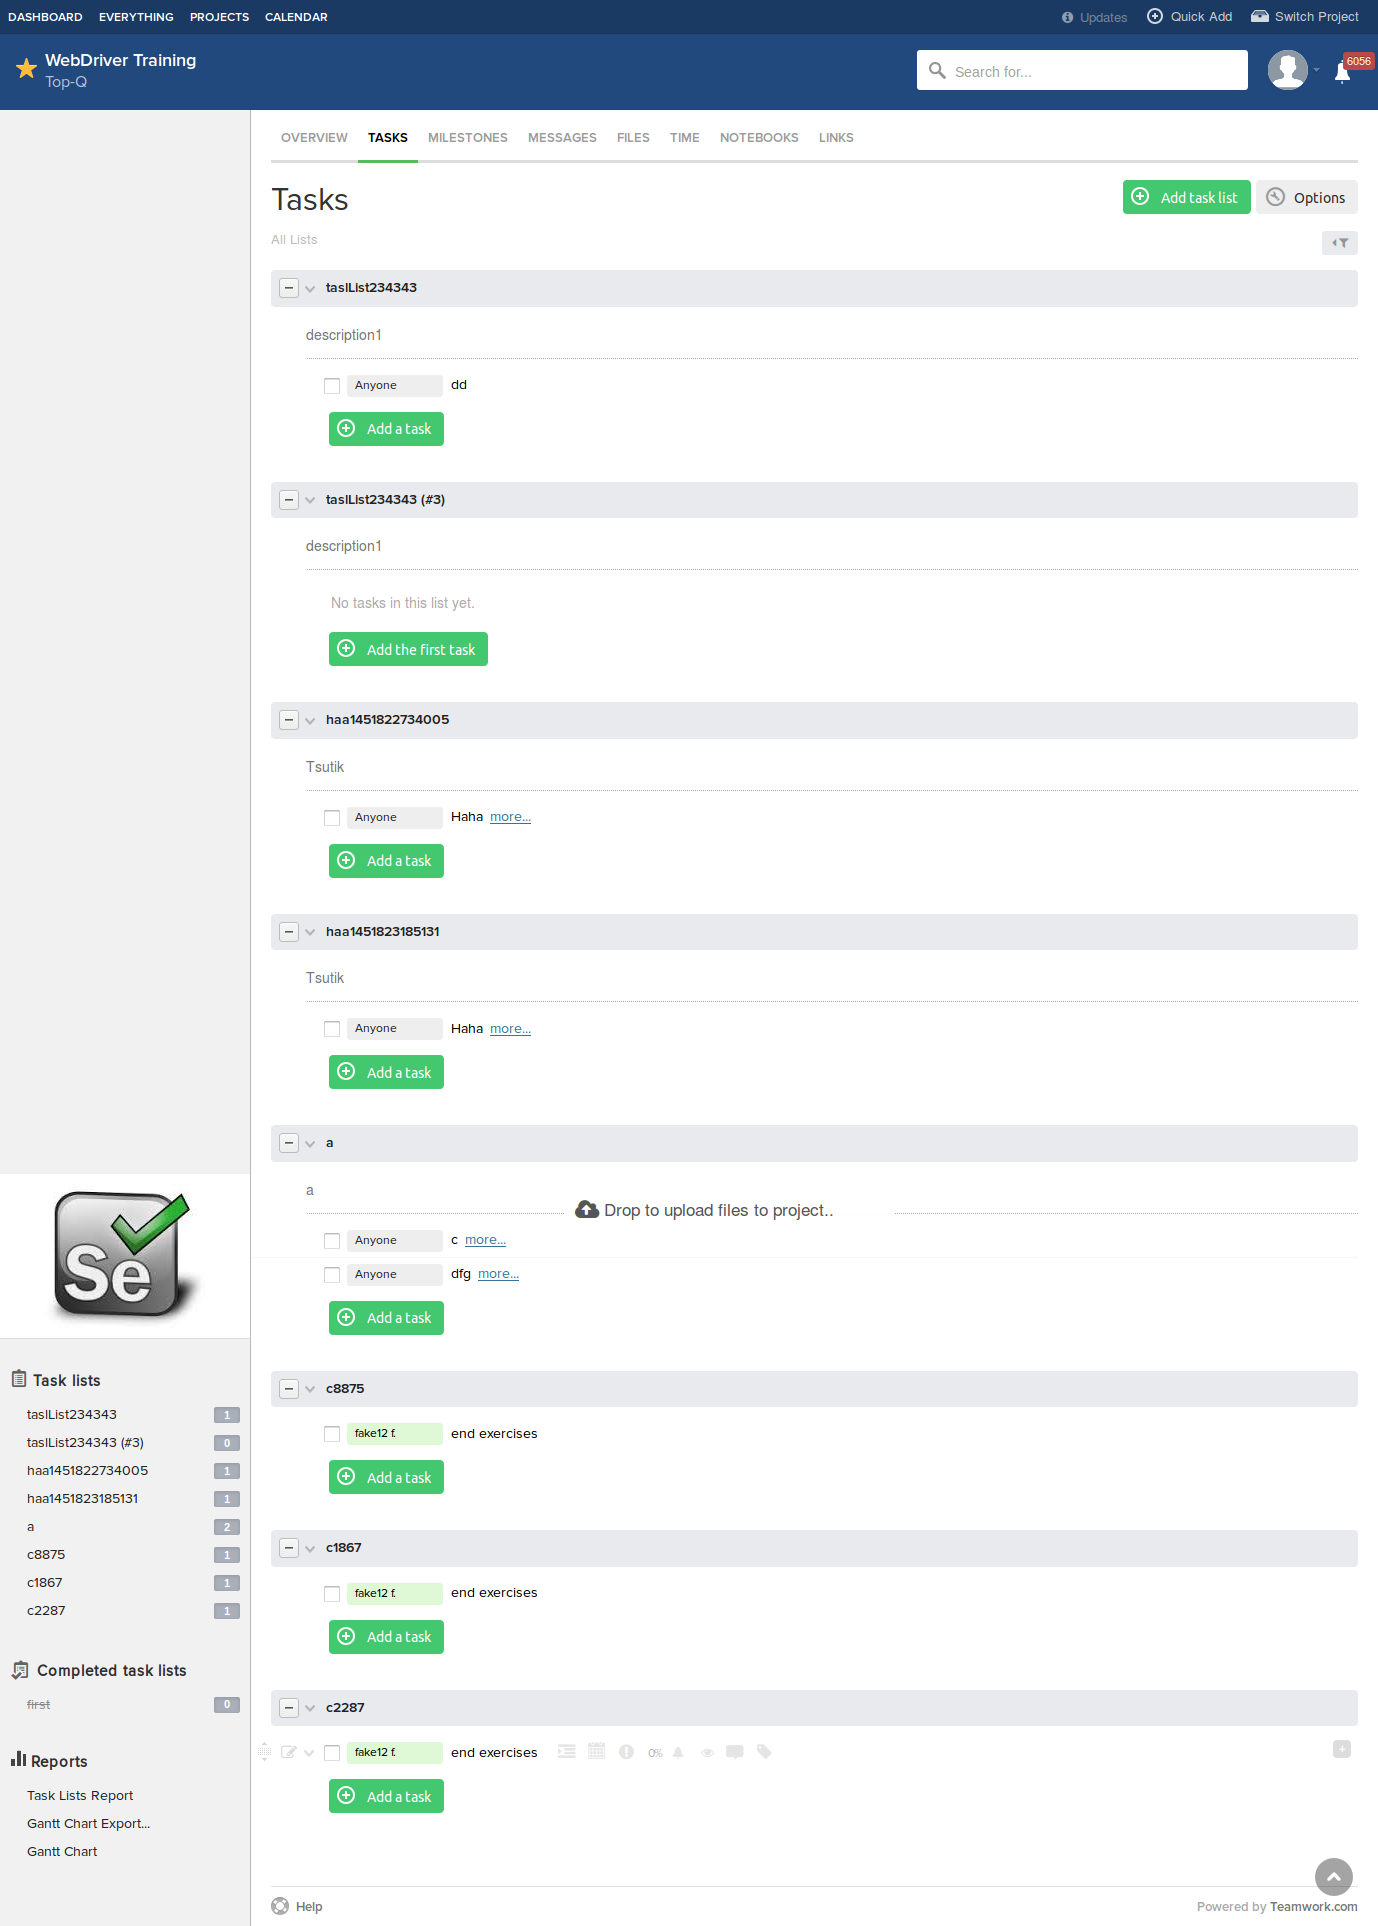 DASHBOARD EVERYTHING PROJECTS CALENDAR Updates Quick Add Switch Project
WebDriver Training
Top-Q
Search for...
6056
OVERVIEW TASKS MILESTONES MESSAGES FILES TIME NOTEBOOKS LINKS
Tasks
Add task list Options
All Lists
taslList234343
description1
Anyone dd
Add a task
taslList234343 (#3)
description1
No tasks in this list yet.
Add the first task
haa1451822734005
Tsutik
Anyone Haha more...
Add a task
haa1451823185131
Tsutik
Anyone Haha more...
Add a task
a
a
Drop to upload files to project..
Anyone c more...
Anyone dfg more...
Add a task
c8875
fake12 f. end exercises
Add a task
c1867
fake12 f. end exercises
Add a task
c2287
fake12 f. end exercises 0%
Add a task
Se
Task lists
taslList234343 1
taslList234343 (#3) 0
haa1451822734005 1
haa1451823185131 1
a 2
c8875 1
c1867 1
c2287 1
Completed task lists
first 0
Reports
Task Lists Report
Gantt Chart Export...
Gantt Chart
Help
Powered by Teamwork.com